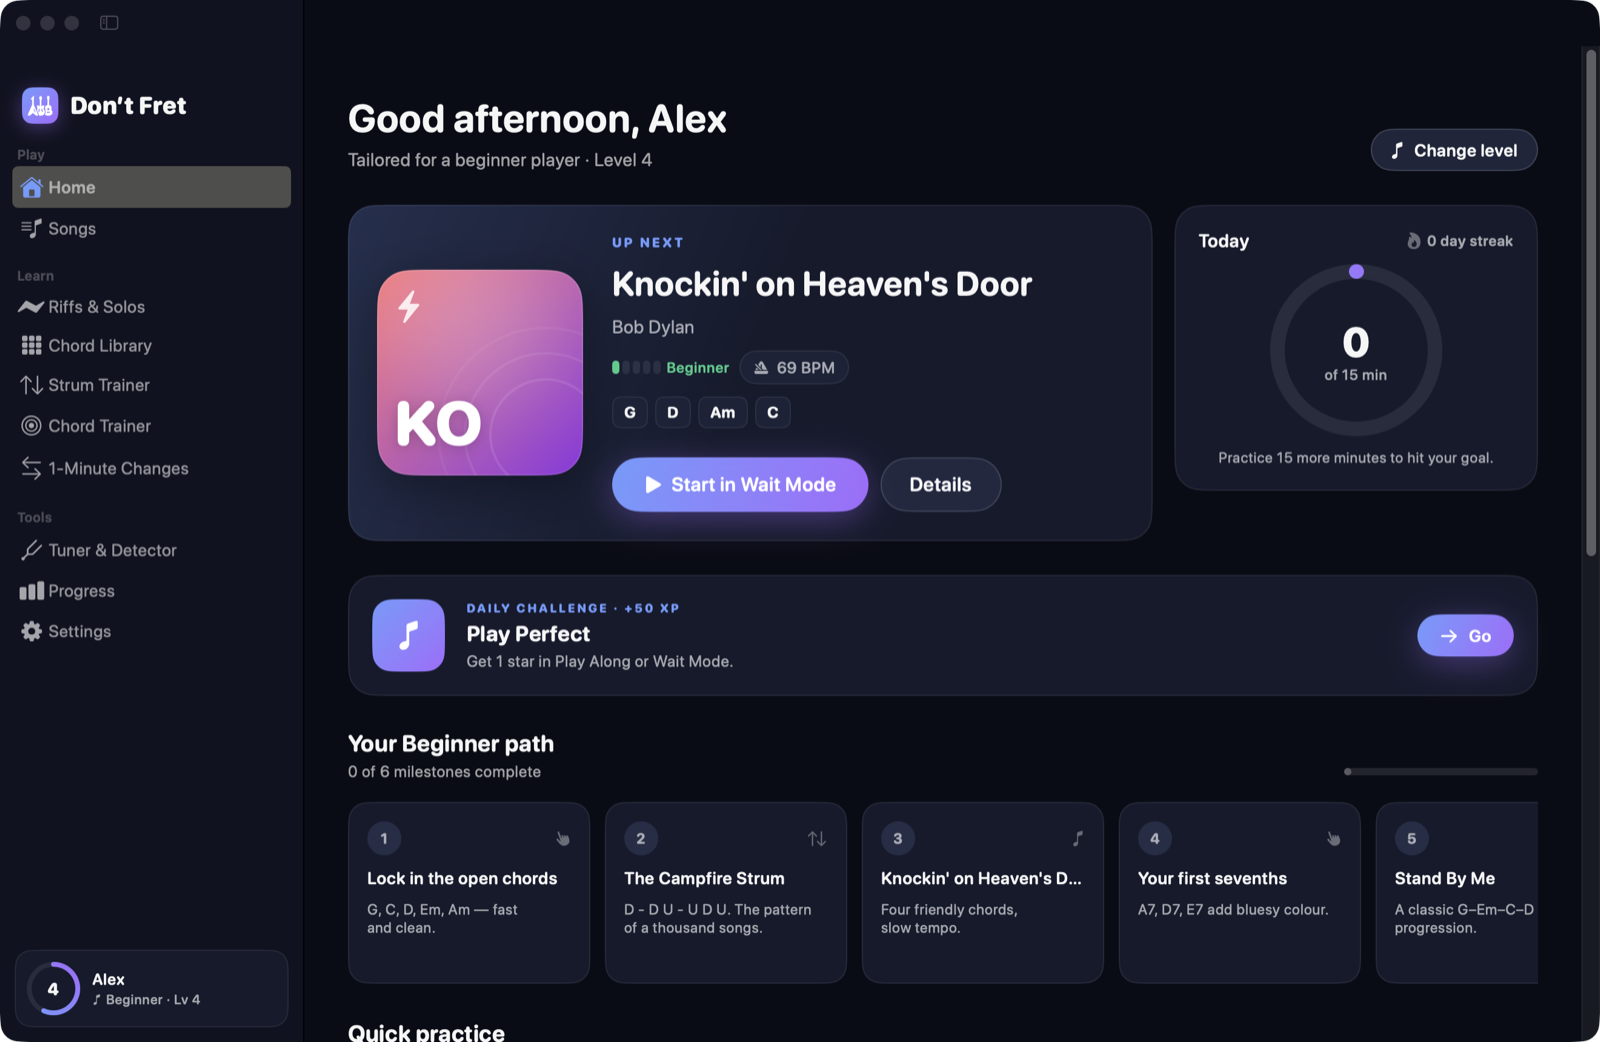 Don't Fret
Play
Home
Songs
Learn
Riffs & Solos
Chord Library
Strum Trainer
Chord Trainer
1-Minute Changes
Tools
Tuner & Detector
Progress
Settings
4
Alex
Beginner · Lv 4
Good afternoon, Alex
Tailored for a beginner player · Level 4
Change level
UP NEXT
Knockin' on Heaven's Door
Bob Dylan
Beginner
69 BPM
G D Am C
KO
Start in Wait Mode
Details
Today
0 day streak
0
of 15 min
Practice 15 more minutes to hit your goal.
DAILY CHALLENGE · +50 XP
Play Perfect
Get 1 star in Play Along or Wait Mode.
Go
Your Beginner path
0 of 6 milestones complete
1
Lock in the open chords
G, C, D, Em, Am — fast
and clean.
2
The Campfire Strum
D - D U - U D U. The pattern
of a thousand songs.
3
Knockin' on Heaven's D...
Four friendly chords,
slow tempo.
4
Your first sevenths
A7, D7, E7 add bluesy colour.
5
Stand By Me
A classic G–Em–C–D
progression.
Quick practice